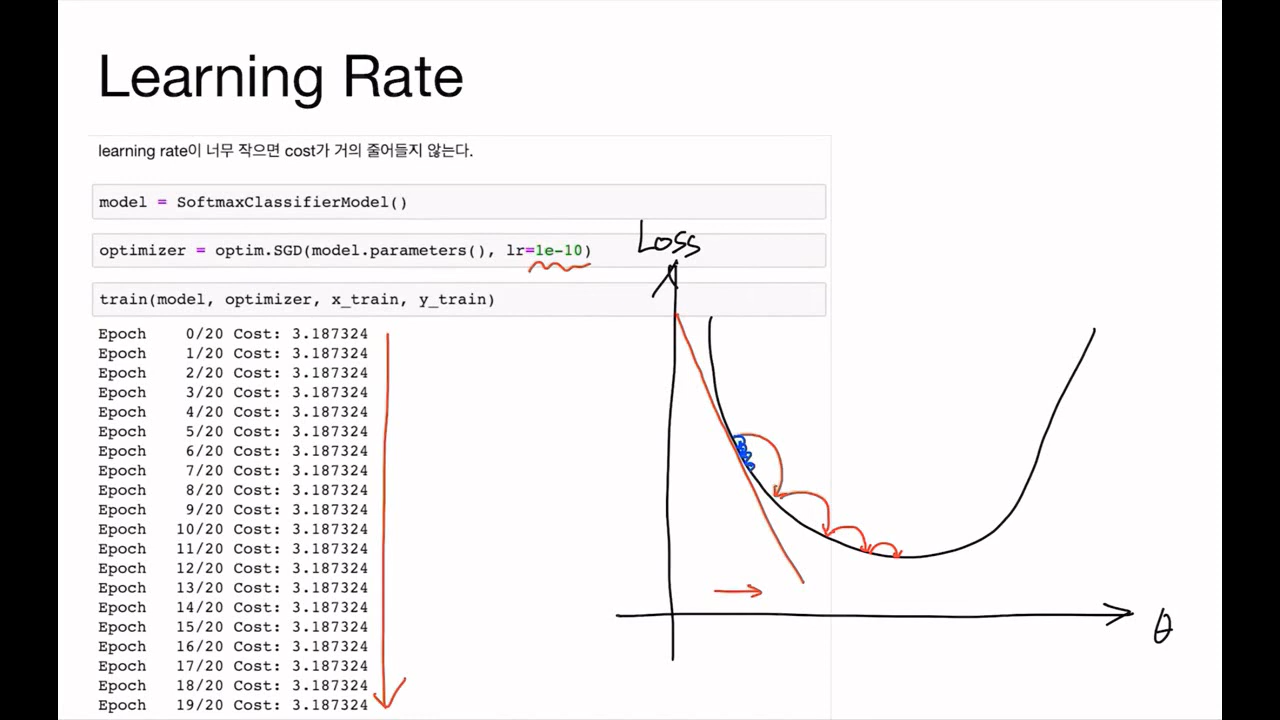 Learning Rate
learning rate이 너무 작으면 cost가 거의 줄어들지 않는다.
model = SoftmaxClassifierModel()
optimizer = optim.SGD(model.parameters(), lr=1e-10)
Loss
train(model, optimizer, x_train, y_train)
Epoch    0/20 Cost: 3.187324
Epoch    1/20 Cost: 3.187324
Epoch    2/20 Cost: 3.187324
Epoch    3/20 Cost: 3.187324
Epoch    4/20 Cost: 3.187324
Epoch    5/20 Cost: 3.187324
Epoch    6/20 Cost: 3.187324
Epoch    7/20 Cost: 3.187324
Epoch    8/20 Cost: 3.187324
Epoch    9/20 Cost: 3.187324
Epoch   10/20 Cost: 3.187324
Epoch   11/20 Cost: 3.187324
Epoch   12/20 Cost: 3.187324
Epoch   13/20 Cost: 3.187324
Epoch   14/20 Cost: 3.187324
Epoch   15/20 Cost: 3.187324
Epoch   16/20 Cost: 3.187324
Epoch   17/20 Cost: 3.187324
Epoch   18/20 Cost: 3.187324
Epoch   19/20 Cost: 3.187324
θ